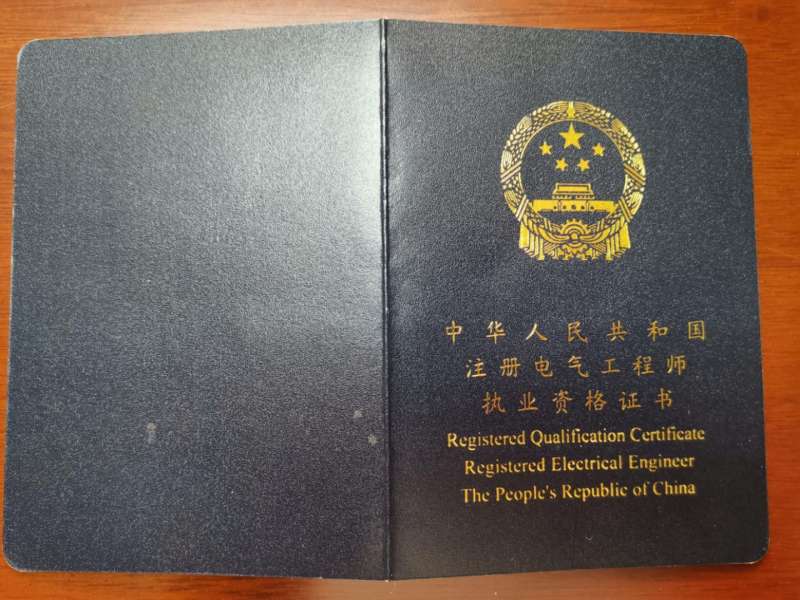 中华人民共和国
注册电气工程师
执业资格证书
Registered Qualification Certificate
Registered Electrical Engineer
The People's Republic of China